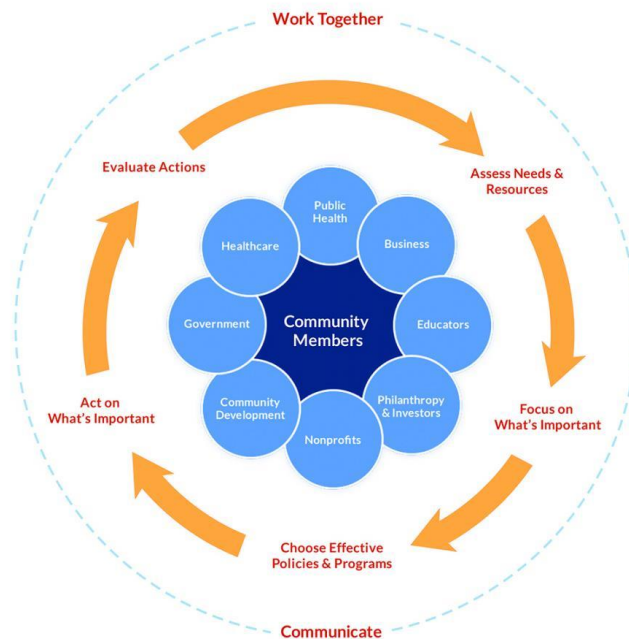 Work Together
Evaluate Actions
Assess Needs &
Resources
Public
Health
Healthcare
Business
Government
Community
Members
Educators
Community
Development
Philanthropy
& Investors
Nonprofits
Act on
What's Important
Focus on
What's Important
Choose Effective
Policies & Programs
Communicate